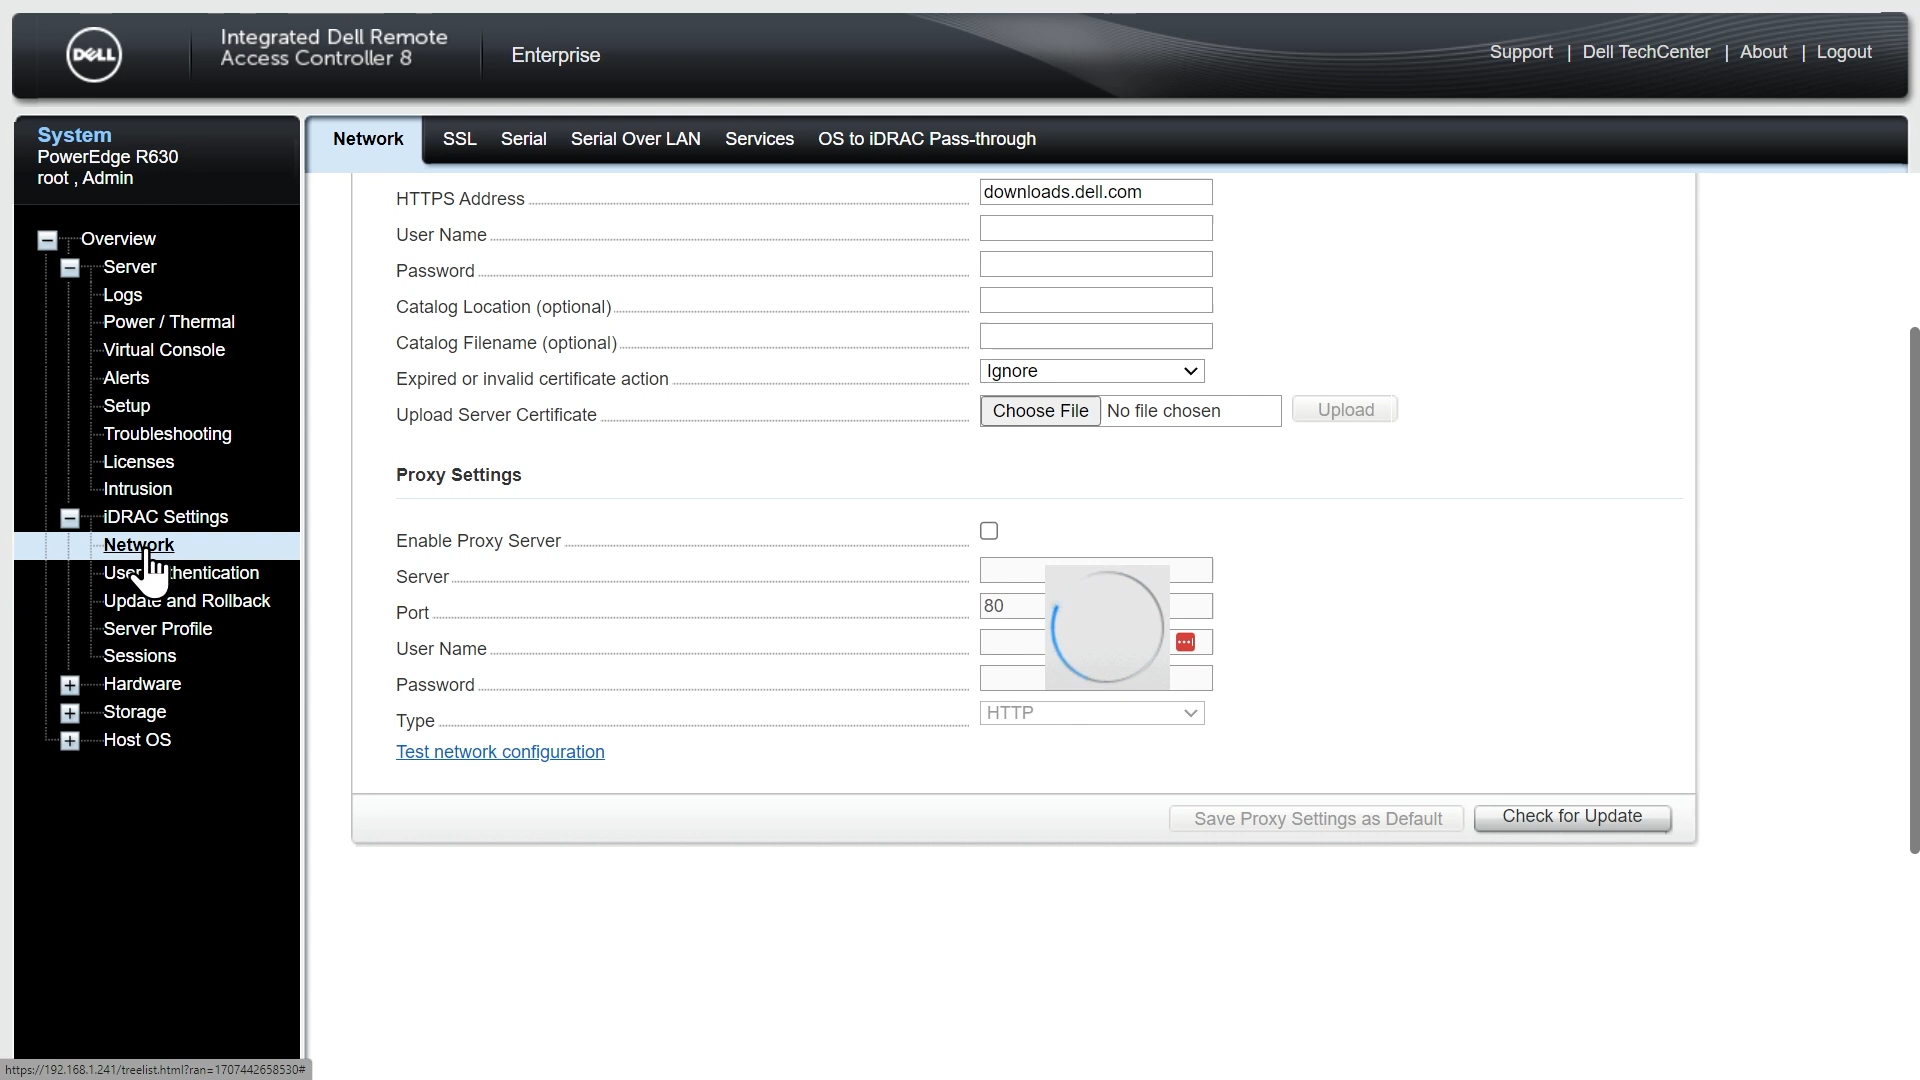 DELL
Integrated Dell Remote
Access Controller 8
Enterprise
Support | Dell TechCenter | About | Logout
System
PowerEdge R630
root , Admin
Network SSL Serial Serial Over LAN Services OS to iDRAC Pass-through
Overview
Server
Logs
Power / Thermal
Virtual Console
Alerts
Setup
Troubleshooting
Licenses
Intrusion
iDRAC Settings
Network
User thentication
Update and Rollback
Server Profile
Sessions
Hardware
Storage
Host OS
HTTPS Address downloads.dell.com
User Name
Password
Catalog Location (optional)
Catalog Filename (optional)
Expired or invalid certificate action Ignore
Upload Server Certificate Choose File No file chosen Upload
Proxy Settings
Enable Proxy Server
Server
Port 80
User Name
Password
Type HTTP
Test network configuration
Save Proxy Settings as Default Check for Update
https://192.168.1.241/treelist.html?ran=1707442658530#